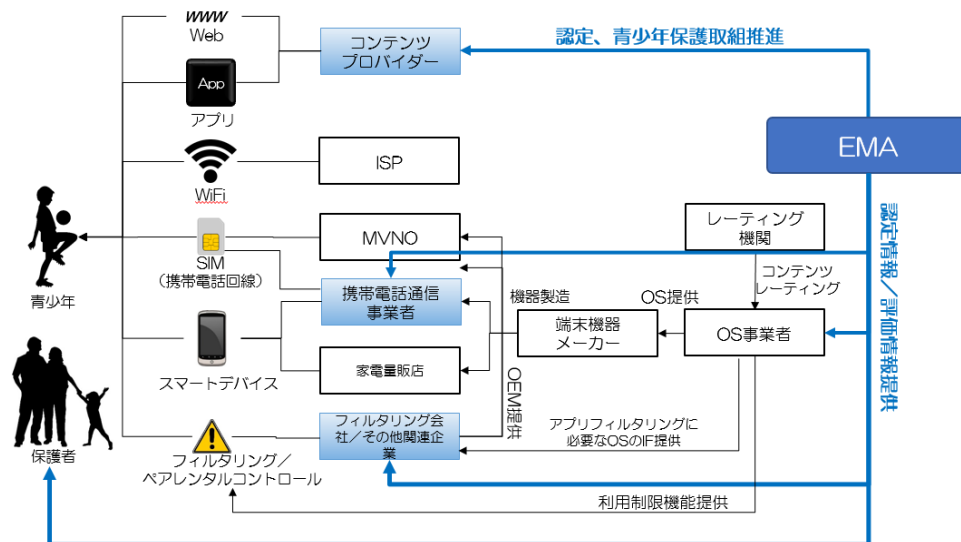 www
Web
コンテンツ
プロバイダー
認定、青少年保護取組推進
App
アプリ
EMA
ISP
WiFi
認定情報／評価情報提供
レーティング
機関
MVNO
SIM
（携帯電話回線）
コンテンツ
レーティング
青少年
携帯電話通信
事業者
機器製造
OS提供
端末機器
メーカー
OS事業者
家電量販店
スマートデバイス
OEM提供
フィルタリング会
社／その他関連企
業
アプリフィルタリングに
必要なOSのIF提供
保護者
フィルタリング／
ペアレンタルコントロール
利用制限機能提供